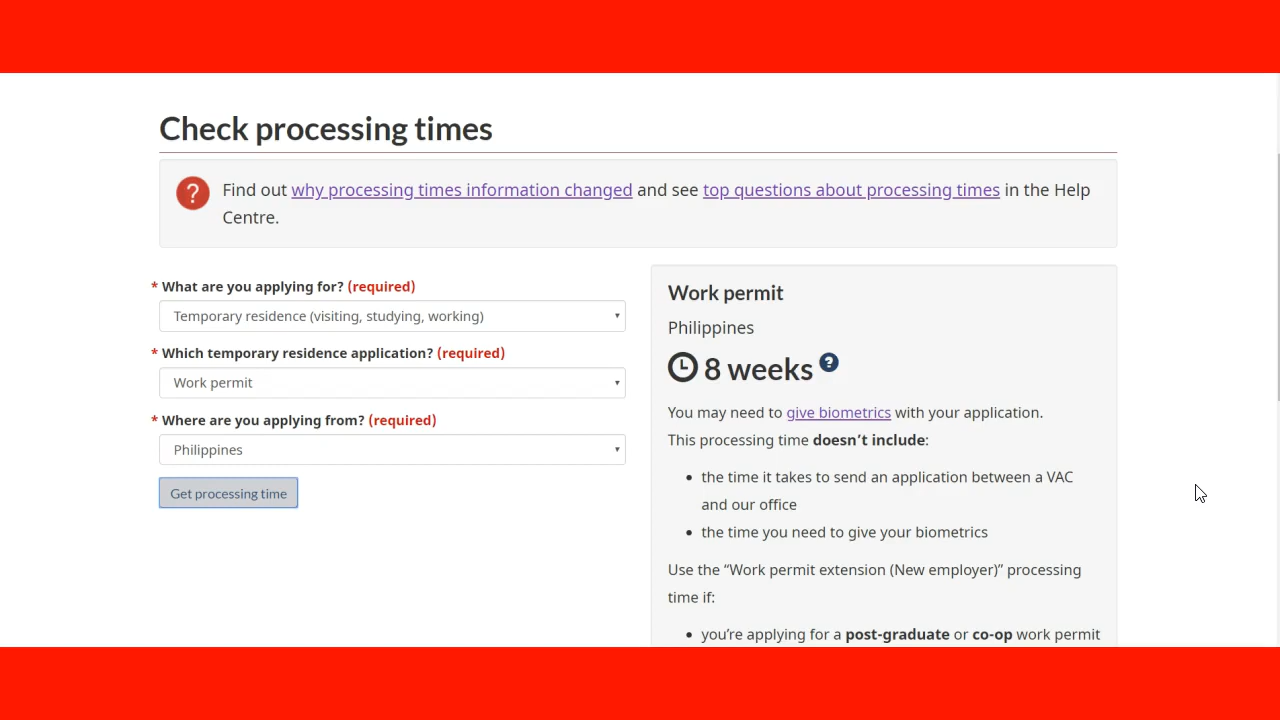 Check processing times
Find out why processing times information changed and see top questions about processing times in the Help
Centre.
* What are you applying for? (required)
Temporary residence (visiting, studying, working)
* Which temporary residence application? (required)
Work permit
* Where are you applying from? (required)
Philippines
Get processing time
Work permit
Philippines
8 weeks
You may need to give biometrics with your application.
This processing time doesn’t include:
• the time it takes to send an application between a VAC
and our office
• the time you need to give your biometrics
Use the “Work permit extension (New employer)” processing
time if:
• you’re applying for a post-graduate or co-op work permit